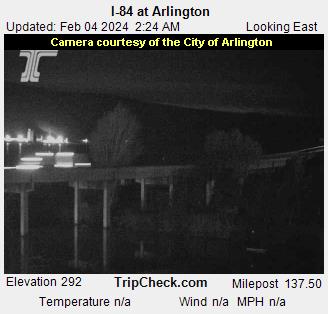 I-84 at Arlington
Updated: Feb 04 2024 2:24 AM Looking East
Camera courtesy of the City of Arlington
Elevation 292 TripCheck.com Milepost 137.50
Temperature n/a Wind n/a MPH n/a